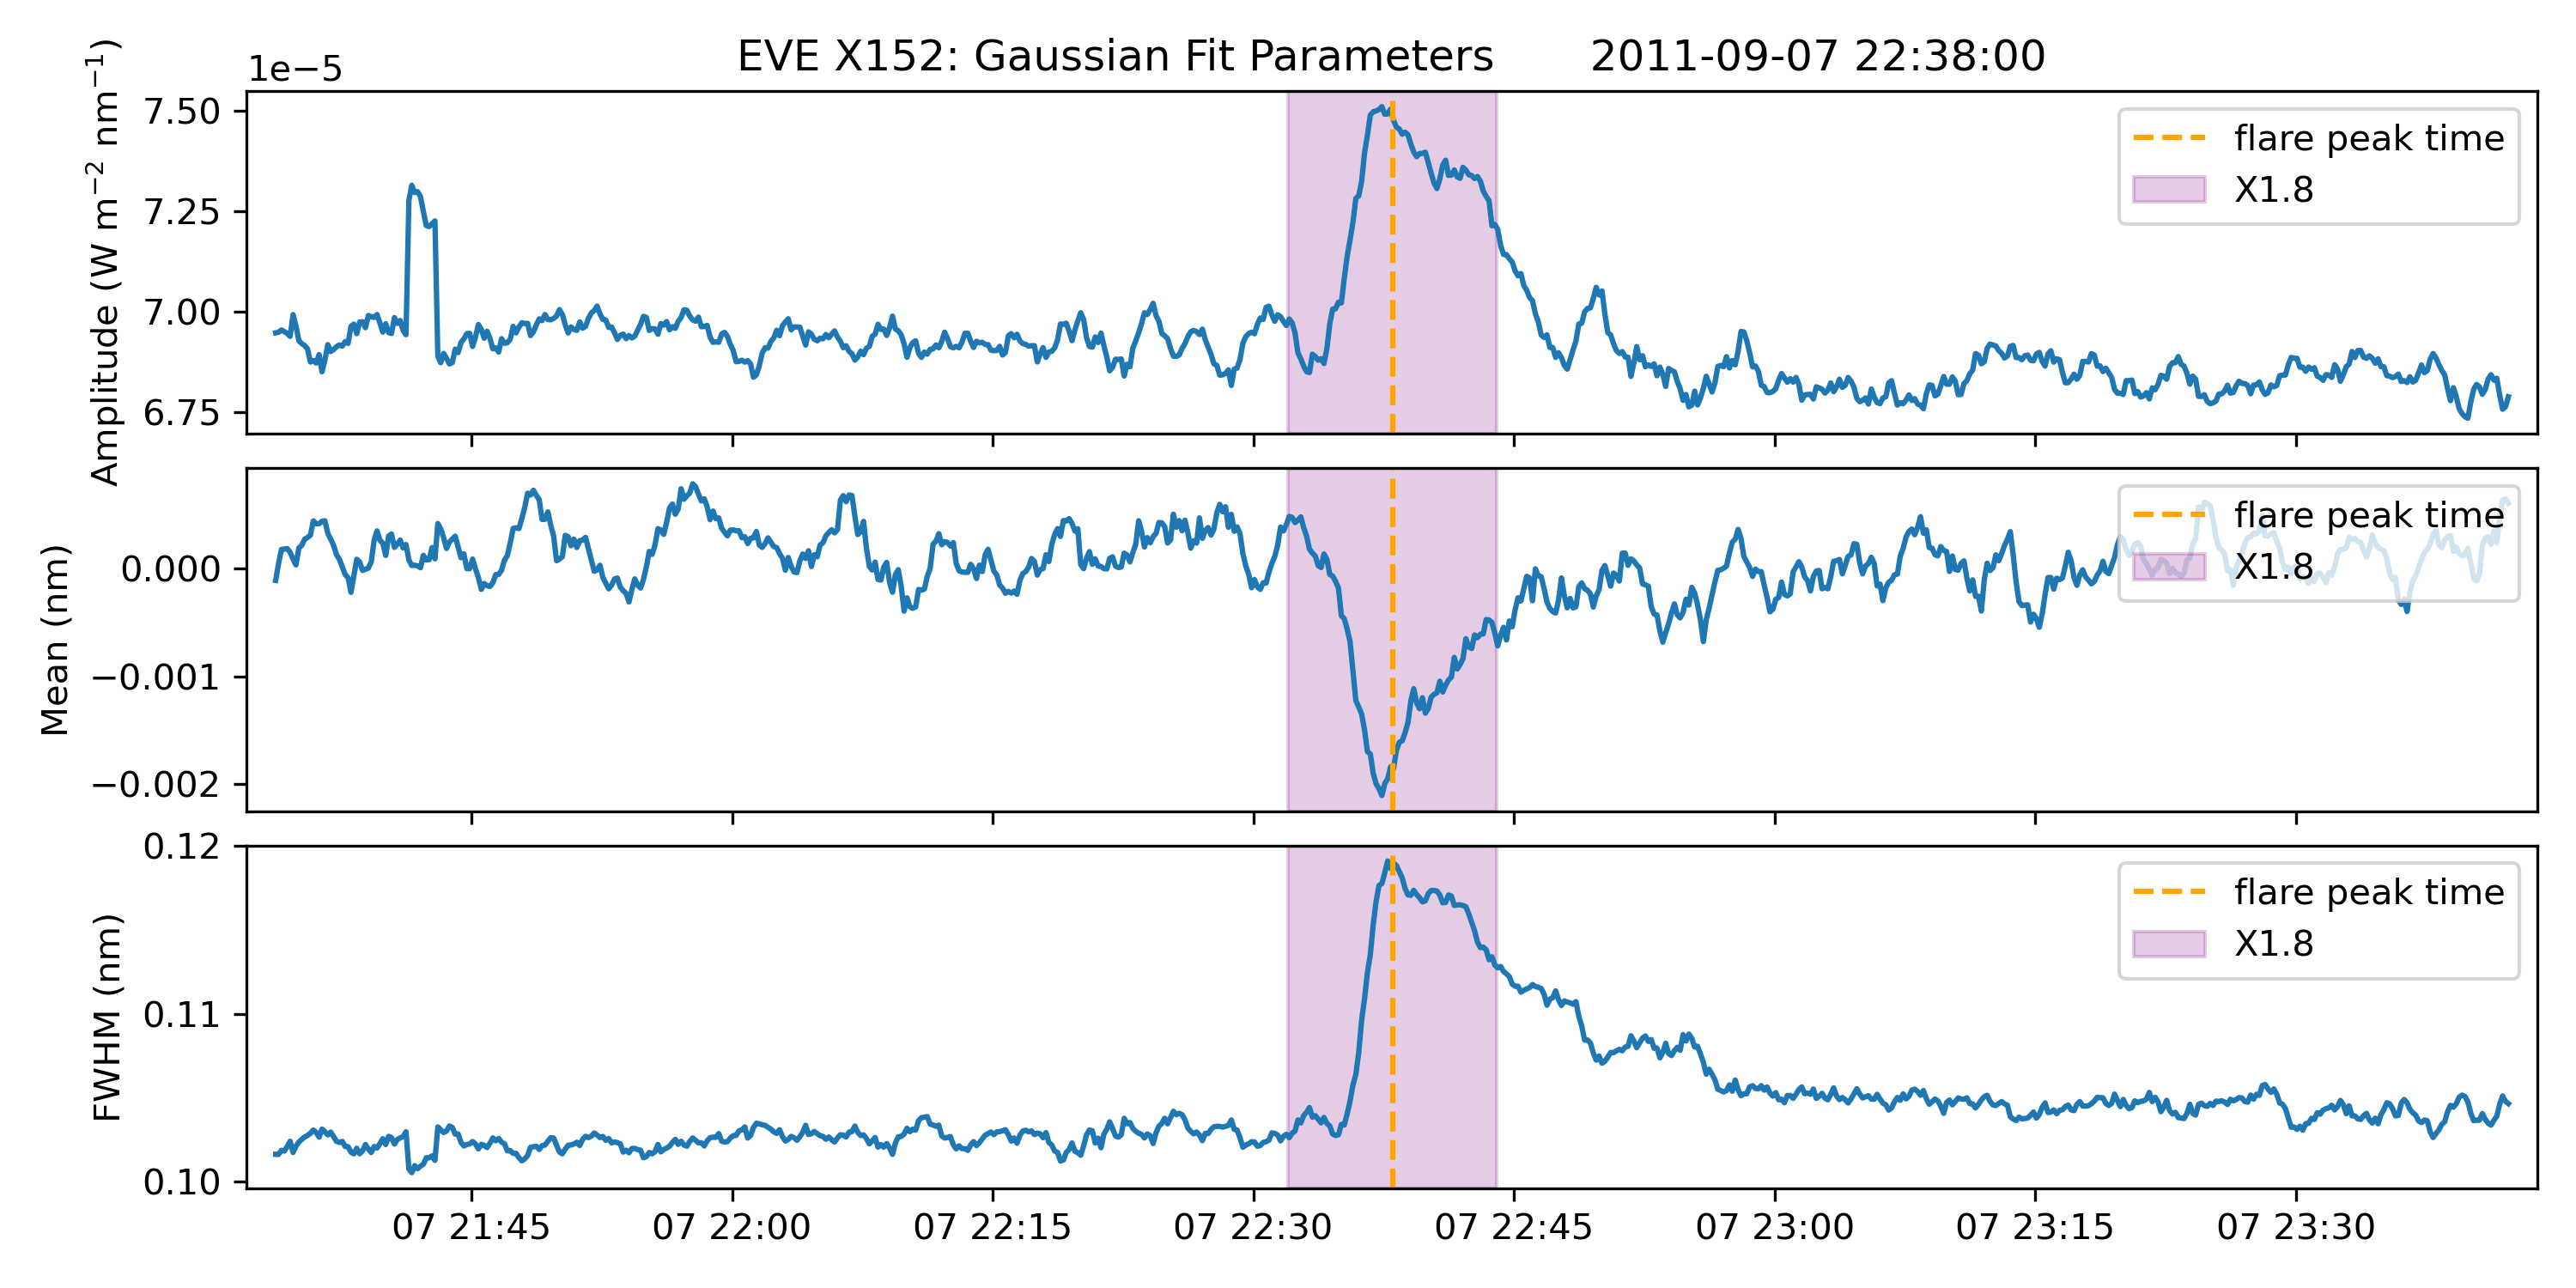 EVE X152: Gaussian Fit Parameters 2011-09-07 22:38:00
1e−5
Amplitude (W m⁻² nm⁻¹)
7.50
7.25
7.00
6.75
flare peak time
X1.8
Mean (nm)
0.000
−0.001
−0.002
flare peak time
X1.8
FWHM (nm)
0.12
0.11
0.10
flare peak time
X1.8
07 21:45 07 22:00 07 22:15 07 22:30 07 22:45 07 23:00 07 23:15 07 23:30